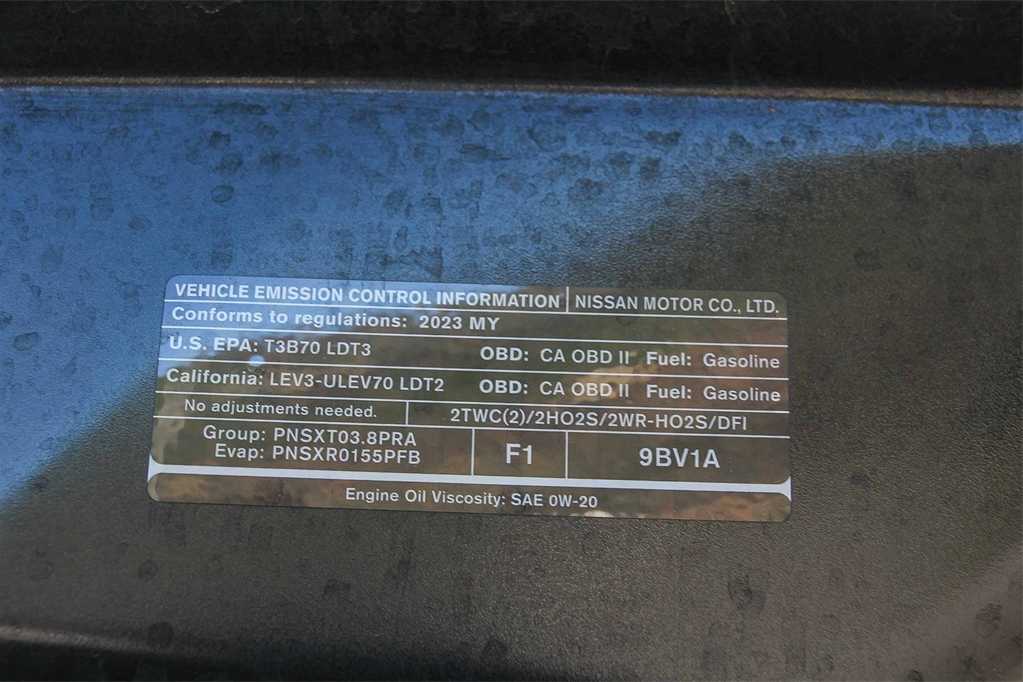 VEHICLE EMISSION CONTROL INFORMATION NISSAN MOTOR CO., LTD.
Conforms to regulations: 2023 MY
U.S. EPA: T3B70 LDT3 OBD: CA OBD II Fuel: Gasoline
California: LEV3-ULEV70 LDT2 OBD: CA OBD II Fuel: Gasoline
No adjustments needed. 2TWC(2)/2HO2S/2WR-HO2S/DFI
Group: PNSXT03.8PRA
Evap: PNSXR0155PFB
F1 9BV1A
Engine Oil Viscosity: SAE 0W-20